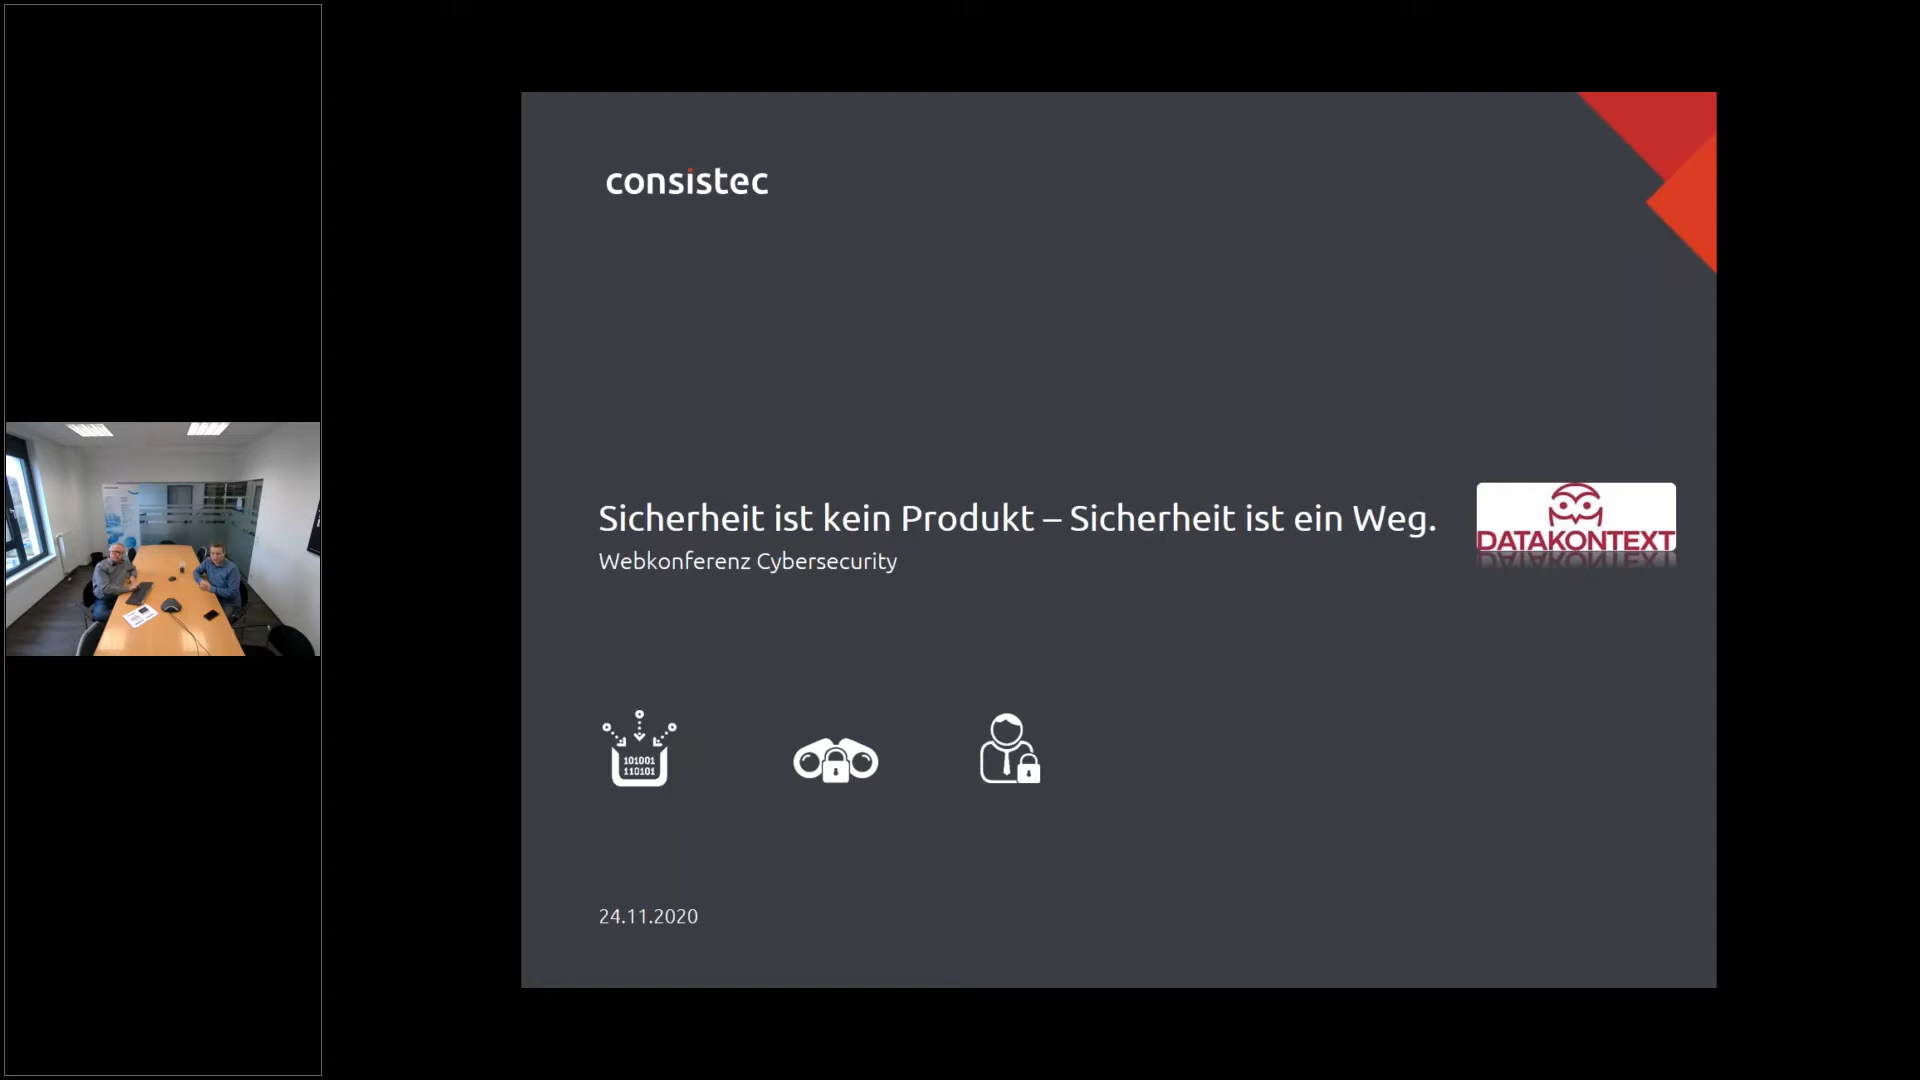 consistec
Sicherheit ist kein Produkt – Sicherheit ist ein Weg.
Webkonferenz Cybersecurity
DATAKONTEXT
101001
110101
24.11.2020